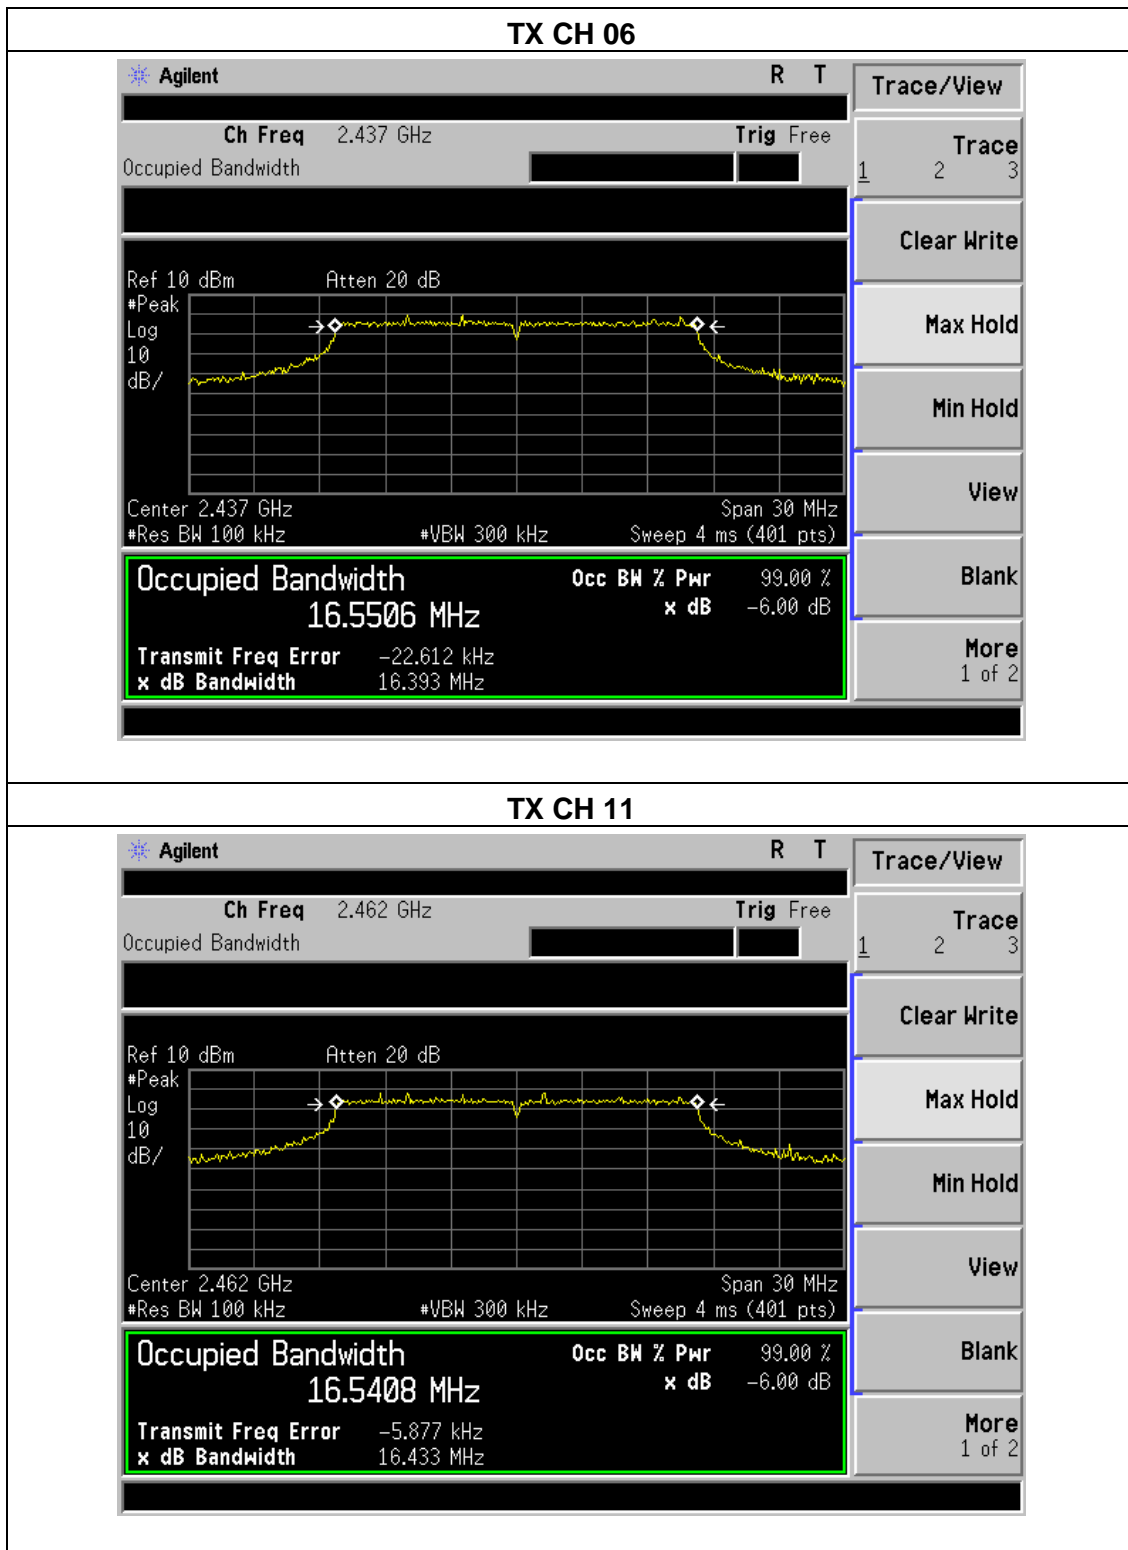 TX CH 06
Agilent R T
Trace/View
Ch Freq 2.437 GHz Trig Free
Occupied Bandwidth
Trace
1 2 3
Clear Write
Max Hold
Min Hold
View
Blank
More
1 of 2
Ref 10 dBm Atten 20 dB
#Peak
Log
10
dB/
Center 2.437 GHz Span 30 MHz
#Res BW 100 kHz #VBW 300 kHz Sweep 4 ms (401 pts)
Occupied Bandwidth Occ BW % Pwr 99.00 %
16.5506 MHz x dB -6.00 dB
Transmit Freq Error -22.612 kHz
x dB Bandwidth 16.393 MHz
TX CH 11
Agilent R T
Trace/View
Ch Freq 2.462 GHz Trig Free
Occupied Bandwidth
Trace
1 2 3
Clear Write
Max Hold
Min Hold
View
Blank
More
1 of 2
Ref 10 dBm Atten 20 dB
#Peak
Log
10
dB/
Center 2.462 GHz Span 30 MHz
#Res BW 100 kHz #VBW 300 kHz Sweep 4 ms (401 pts)
Occupied Bandwidth Occ BW % Pwr 99.00 %
16.5408 MHz x dB -6.00 dB
Transmit Freq Error -5.877 kHz
x dB Bandwidth 16.433 MHz